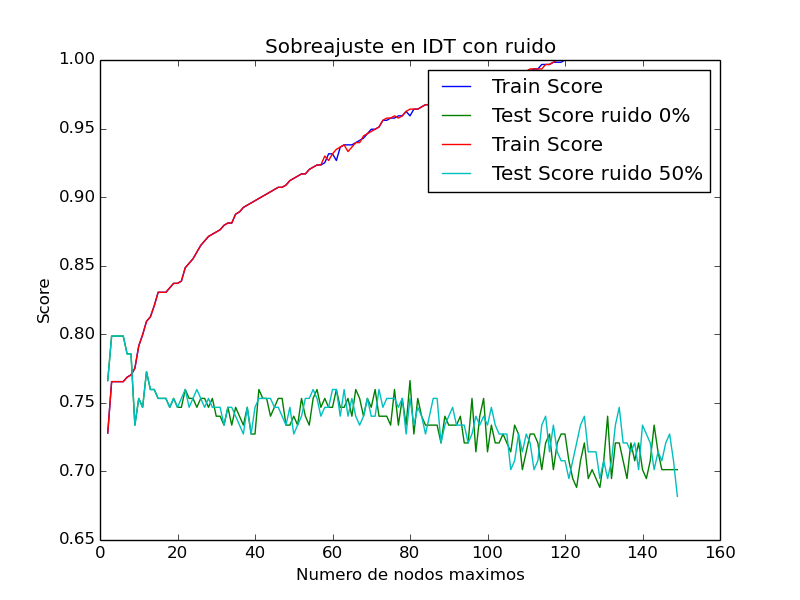 Sobreajuste en IDT con ruido
Train Score
Test Score ruido 0%
Train Score
Test Score ruido 50%
Score
1.00
0.95
0.90
0.85
0.80
0.75
0.70
0.65
0 20 40 60 80 100 120 140 160
Numero de nodos maximos